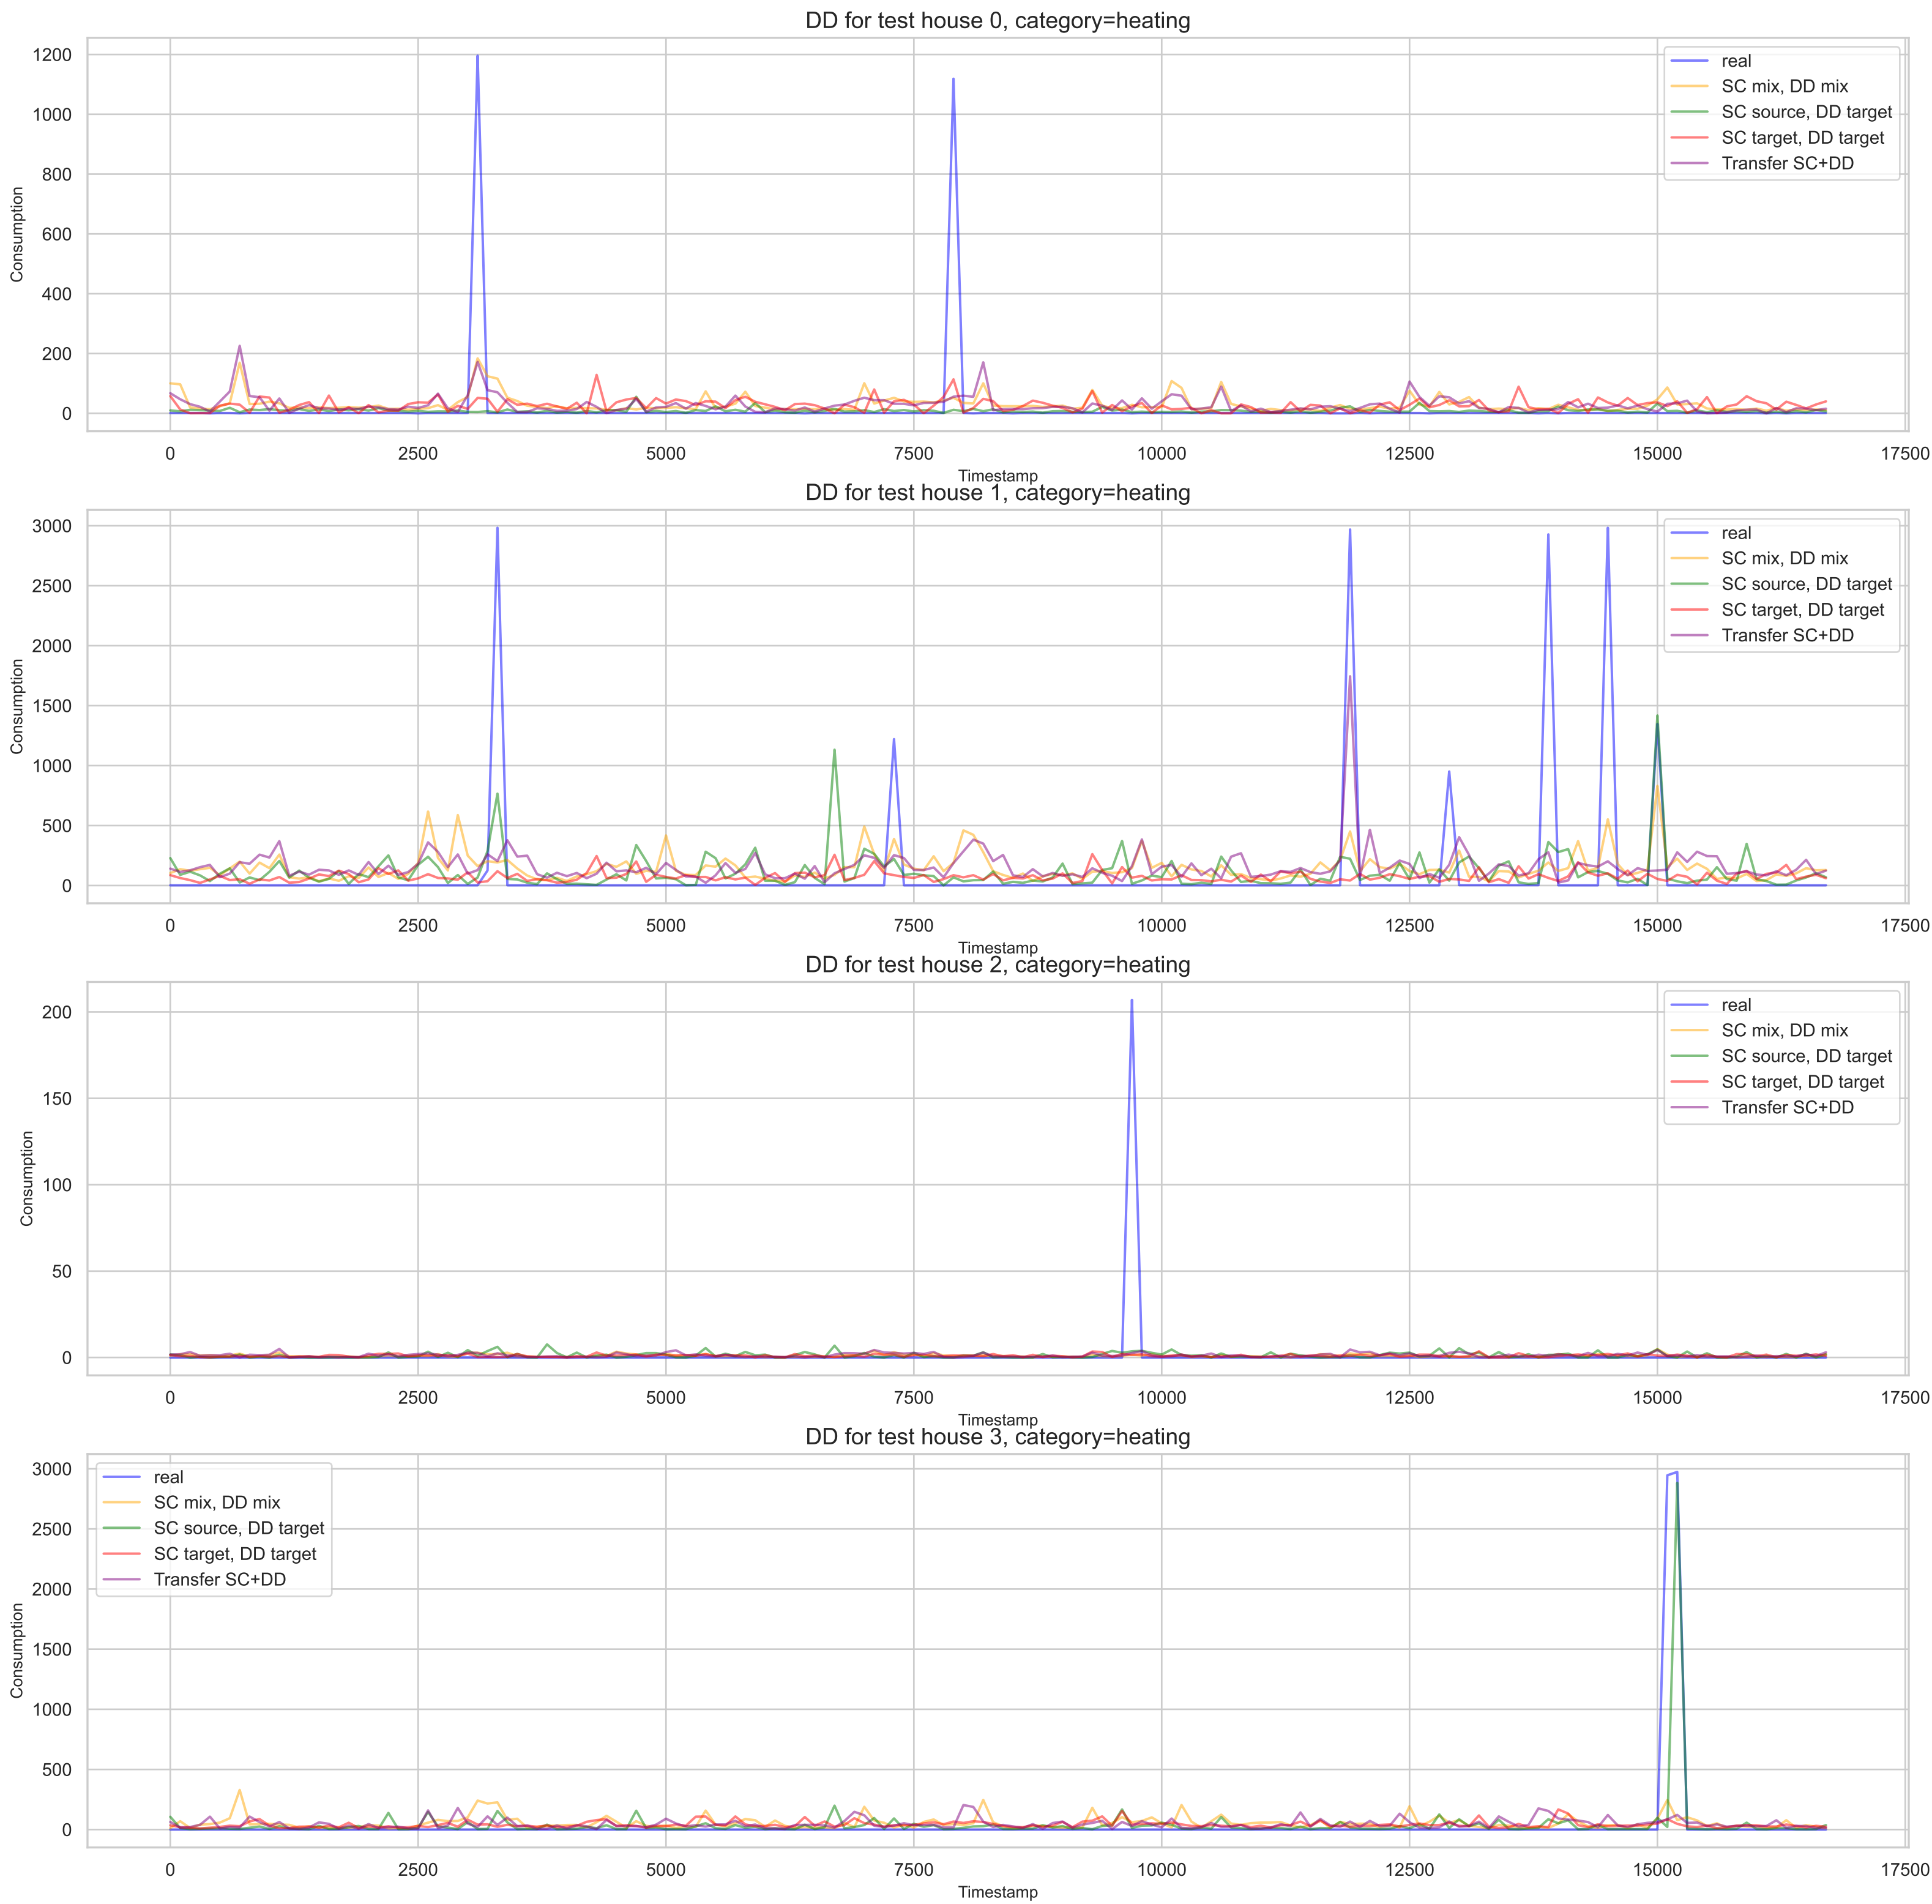 DD for test house 0, category=heating
1200
1000
800
600
400
200
0
Consumption
real
SC mix, DD mix
SC source, DD target
SC target, DD target
Transfer SC+DD
0 2500 5000 7500 10000 12500 15000 17500
Timestamp
DD for test house 1, category=heating
3000
2500
2000
1500
1000
500
0
Consumption
real
SC mix, DD mix
SC source, DD target
SC target, DD target
Transfer SC+DD
0 2500 5000 7500 10000 12500 15000 17500
Timestamp
DD for test house 2, category=heating
200
150
100
50
0
Consumption
real
SC mix, DD mix
SC source, DD target
SC target, DD target
Transfer SC+DD
0 2500 5000 7500 10000 12500 15000 17500
Timestamp
DD for test house 3, category=heating
3000
2500
2000
1500
1000
500
0
Consumption
real
SC mix, DD mix
SC source, DD target
SC target, DD target
Transfer SC+DD
0 2500 5000 7500 10000 12500 15000 17500
Timestamp